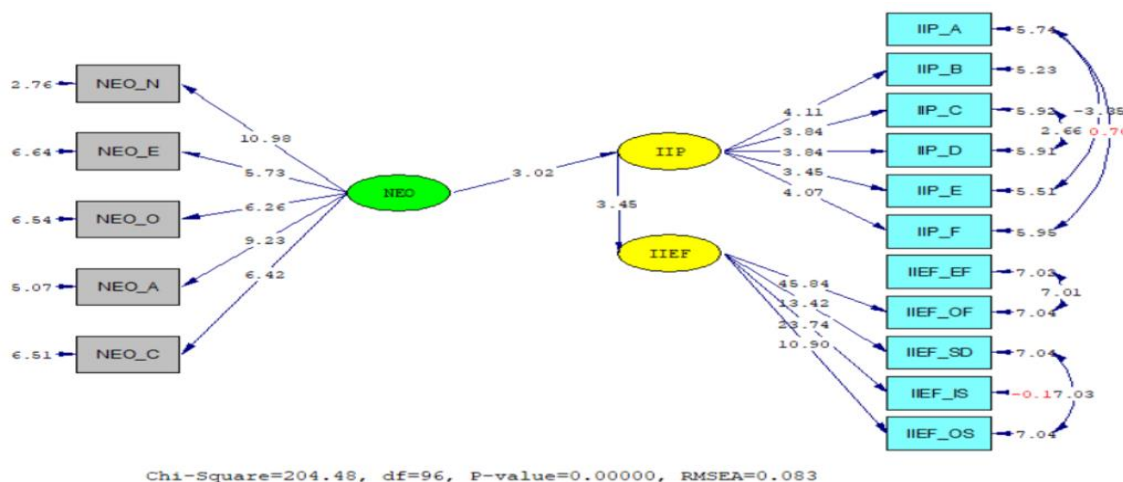 IIP_A
5.74
NEO_N
2.76
IIP_B
5.23
4.11
IIP_C
5.92
-3.35
10.98
3.84
2.66
0.76
NEO_E
6.64
IIP
3.84
IIP_D
5.91
5.73
3.02
3.45
IIP_E
5.51
NEO
4.07
NEO_O
6.54
6.26
3.45
IIP_F
5.95
9.23
IIEF
IIEF_EF
7.03
6.42
45.84
7.01
NEO_A
5.07
13.42
IIEF_OF
7.04
23.74
10.90
IIEF_SD
7.04
NEO_C
6.51
IIEF_IS
-0.17
7.03
IIEF_OS
7.04
Chi-Square=204.48, df=96, P-value=0.00000, RMSEA=0.083